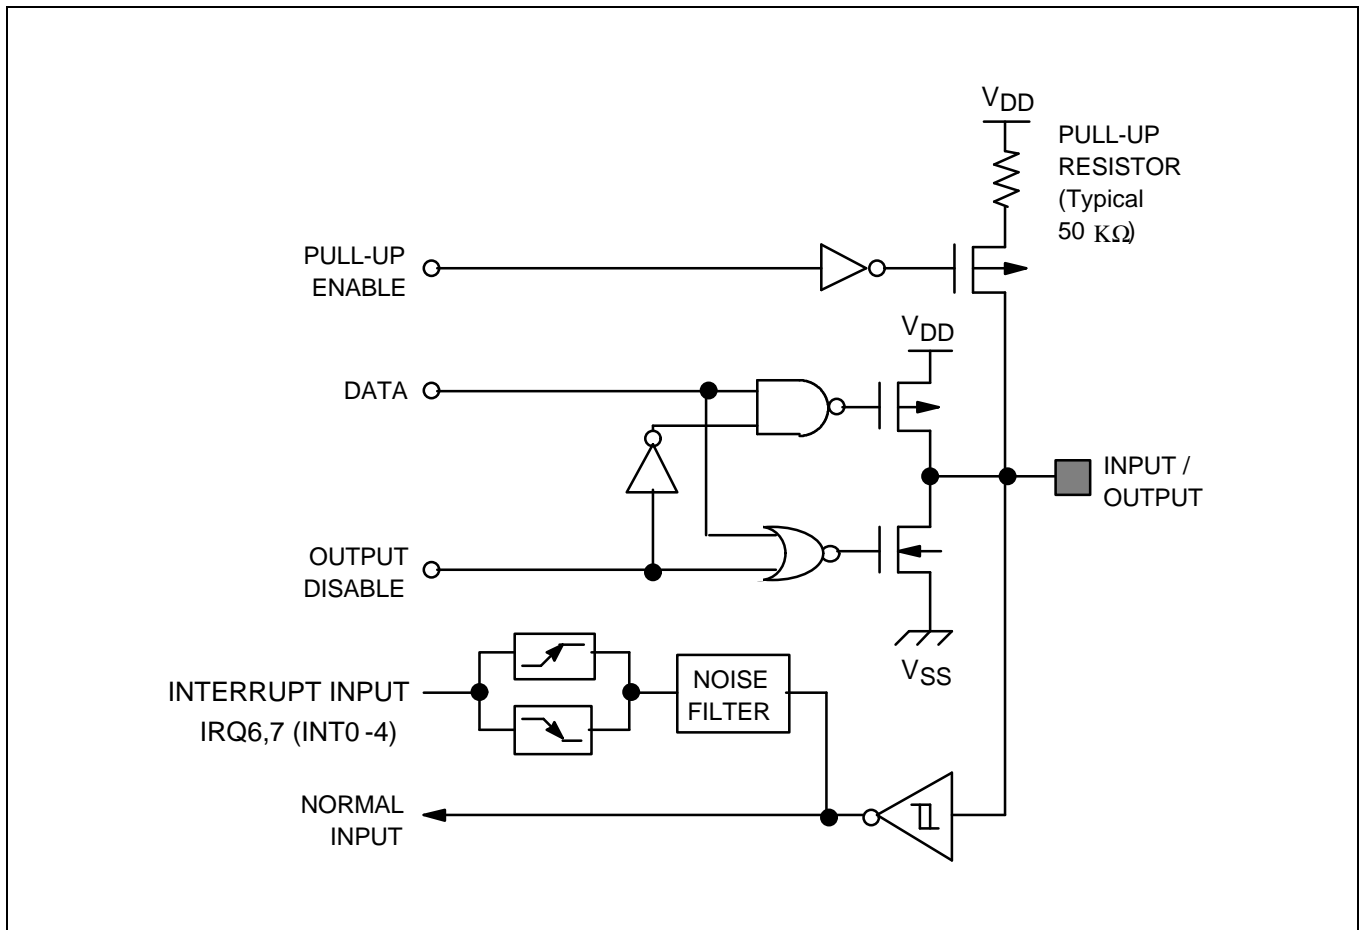 VDD
PULL-UP
RESISTOR
(Typical
50 KΩ)
PULL-UP
ENABLE
VDD
DATA
INPUT /
OUTPUT
OUTPUT
DISABLE
VSS
INTERRUPT INPUT
IRQ6,7 (INT0 -4)
NOISE
FILTER
NORMAL
INPUT